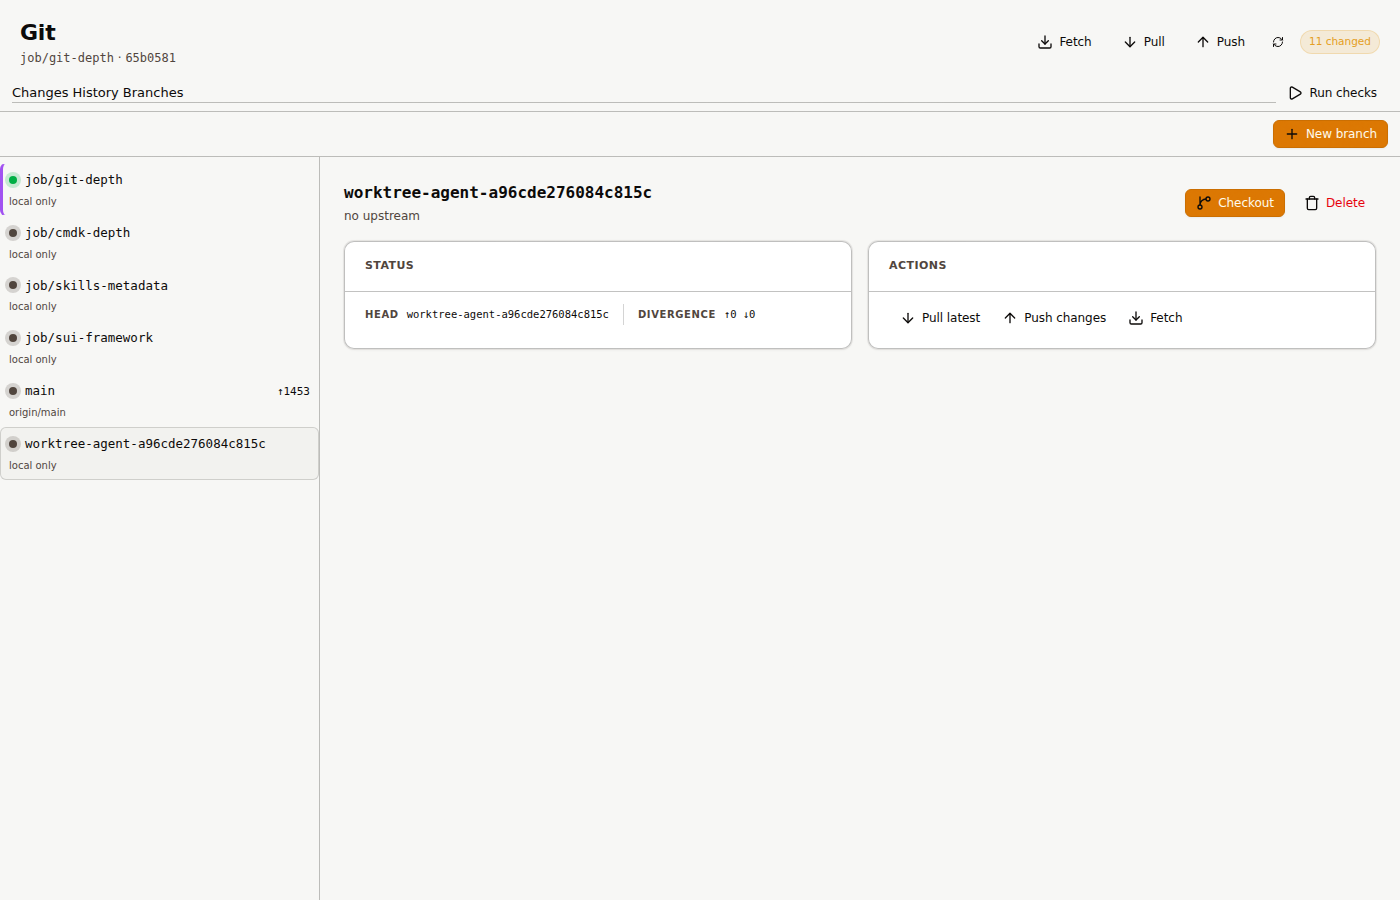 Git
job/git-depth · 65b0581
Fetch
Pull
Push
11 changed
Changes History Branches
Run checks
New branch
job/git-depth
local only
job/cmdk-depth
local only
job/skills-metadata
local only
job/sui-framework
local only
main ↑1453
origin/main
worktree-agent-a96cde276084c815c
local only
worktree-agent-a96cde276084c815c
no upstream
Checkout
Delete
STATUS
HEAD worktree-agent-a96cde276084c815c DIVERGENCE ↑0 ↓0
ACTIONS
Pull latest Push changes Fetch